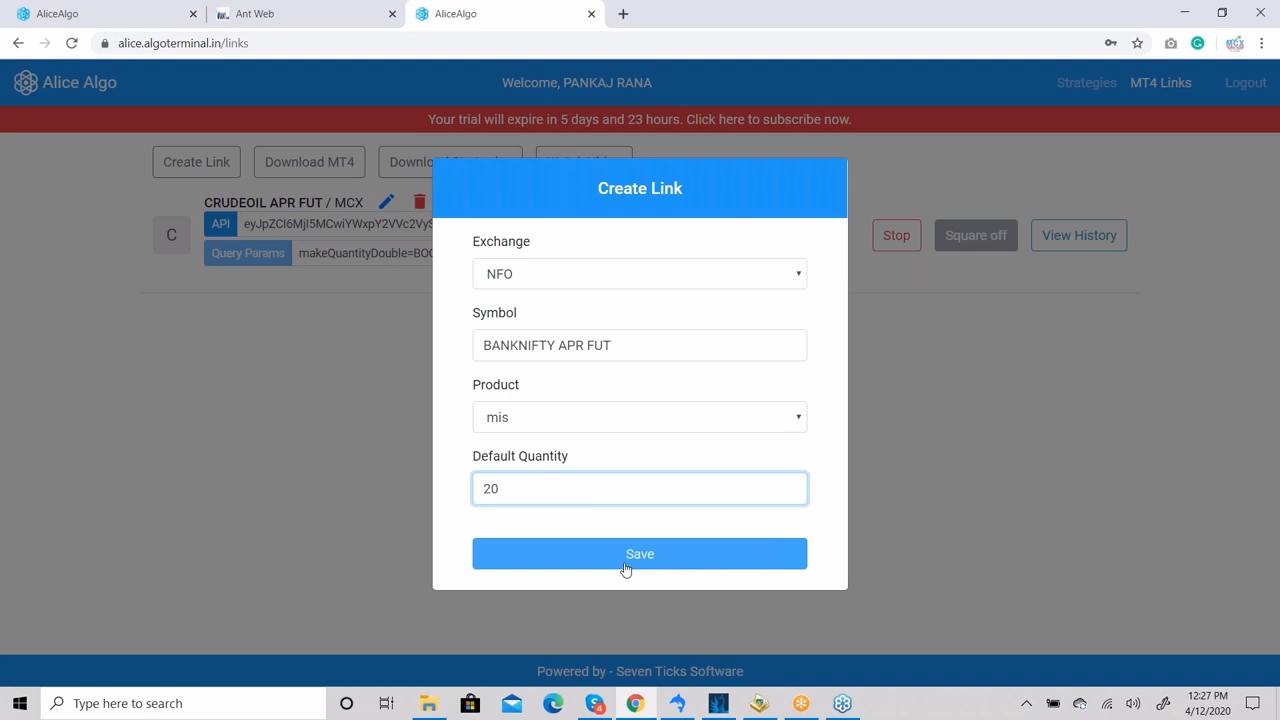 AliceAlgo
Ant Web
AliceAlgo
alice.algoterminal.in/links
Alice Algo
Welcome, PANKAJ RANA
Strategies
MT4 Links
Logout
Your trial will expire in 5 days and 23 hours. Click here to subscribe now.
Create Link
Download MT4
Create Link
CRUDEOIL APR FUT / MCX
C
API
Query Params
makeQuantityDouble=BOO
Stop
Square off
View History
Exchange
NFO
Symbol
BANKNIFTY APR FUT
Product
mis
Default Quantity
20
Save
Powered by - Seven Ticks Software
Type here to search
4
12:27 PM
4/12/2020